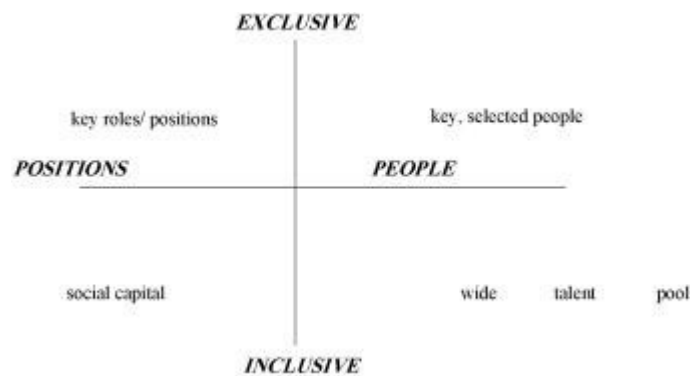 EXCLUSIVE
key roles/ positions
key, selected people
POSITIONS
PEOPLE
social capital
wide talent pool
INCLUSIVE